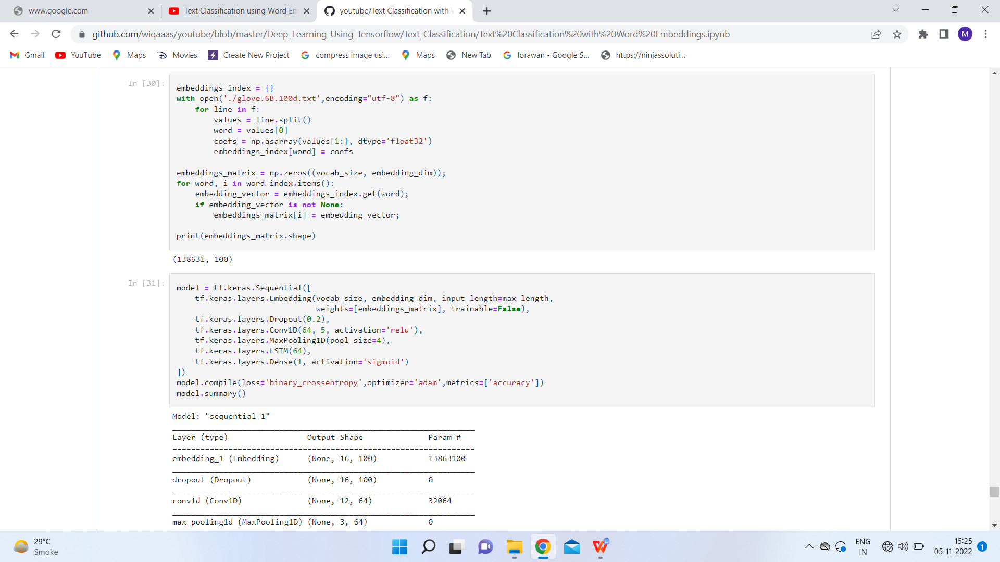 www.google.com
Text Classification using Word Em
youtube/Text Classification with W
github.com/wiqaaas/youtube/blob/master/Deep_Learning_Using_Tensorflow/Text_Classification/Text%20Classification%20with%20Word%20Embeddings.ipynb
M
Gmail YouTube Maps Movies Create New Project compress image usi... Maps New Tab lorawan - Google S... https://ninjassoluti...
In [30]:
embeddings_index = {}
with open('./glove.6B.100d.txt',encoding="utf-8") as f:
    for line in f:
        values = line.split()
        word = values[0]
        coefs = np.asarray(values[1:], dtype='float32')
        embeddings_index[word] = coefs
embeddings_matrix = np.zeros((vocab_size, embedding_dim));
for word, i in word_index.items():
    embedding_vector = embeddings_index.get(word);
    if embedding_vector is not None:
        embeddings_matrix[i] = embedding_vector;
print(embeddings_matrix.shape)
(138631, 100)
In [31]:
model = tf.keras.Sequential([
    tf.keras.layers.Embedding(vocab_size, embedding_dim, input_length=max_length,
                              weights=[embeddings_matrix], trainable=False),
    tf.keras.layers.Dropout(0.2),
    tf.keras.layers.Conv1D(64, 5, activation='relu'),
    tf.keras.layers.MaxPooling1D(pool_size=4),
    tf.keras.layers.LSTM(64),
    tf.keras.layers.Dense(1, activation='sigmoid')
])
model.compile(loss='binary_crossentropy',optimizer='adam',metrics=['accuracy'])
model.summary()
Model: "sequential_1"
_________________________________________________________________
Layer (type)                 Output Shape              Param #
=================================================================
embedding_1 (Embedding)      (None, 16, 100)           13863100
_________________________________________________________________
dropout (Dropout)            (None, 16, 100)           0
_________________________________________________________________
conv1d (Conv1D)              (None, 12, 64)            32064
_________________________________________________________________
max_pooling1d (MaxPooling1D) (None, 3, 64)             0
29°C
Smoke
ENG
IN
15:25
05-11-2022
1